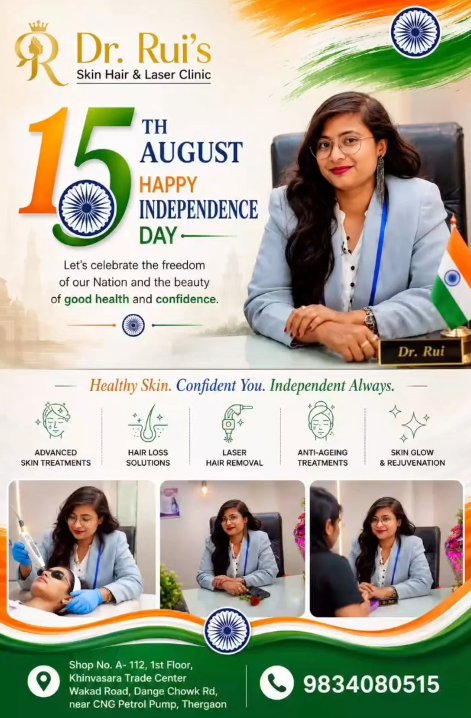 Dr. Rui's
Skin Hair & Laser Clinic
15 TH
AUGUST
HAPPY
INDEPENDENCE
DAY
Let's celebrate the freedom
of our Nation and the beauty
of good health and confidence.
Dr. Rui
Healthy Skin. Confident You. Independent Always.
ADVANCED
SKIN TREATMENTS
HAIR LOSS
SOLUTIONS
LASER
HAIR REMOVAL
ANTI-AGEING
TREATMENTS
SKIN GLOW
& REJUVENATION
Shop No. A- 112, 1st Floor,
Khinvasara Trade Center
Wakad Road, Dange Chowk Rd,
near CNG Petrol Pump, Thergaon
9834080515